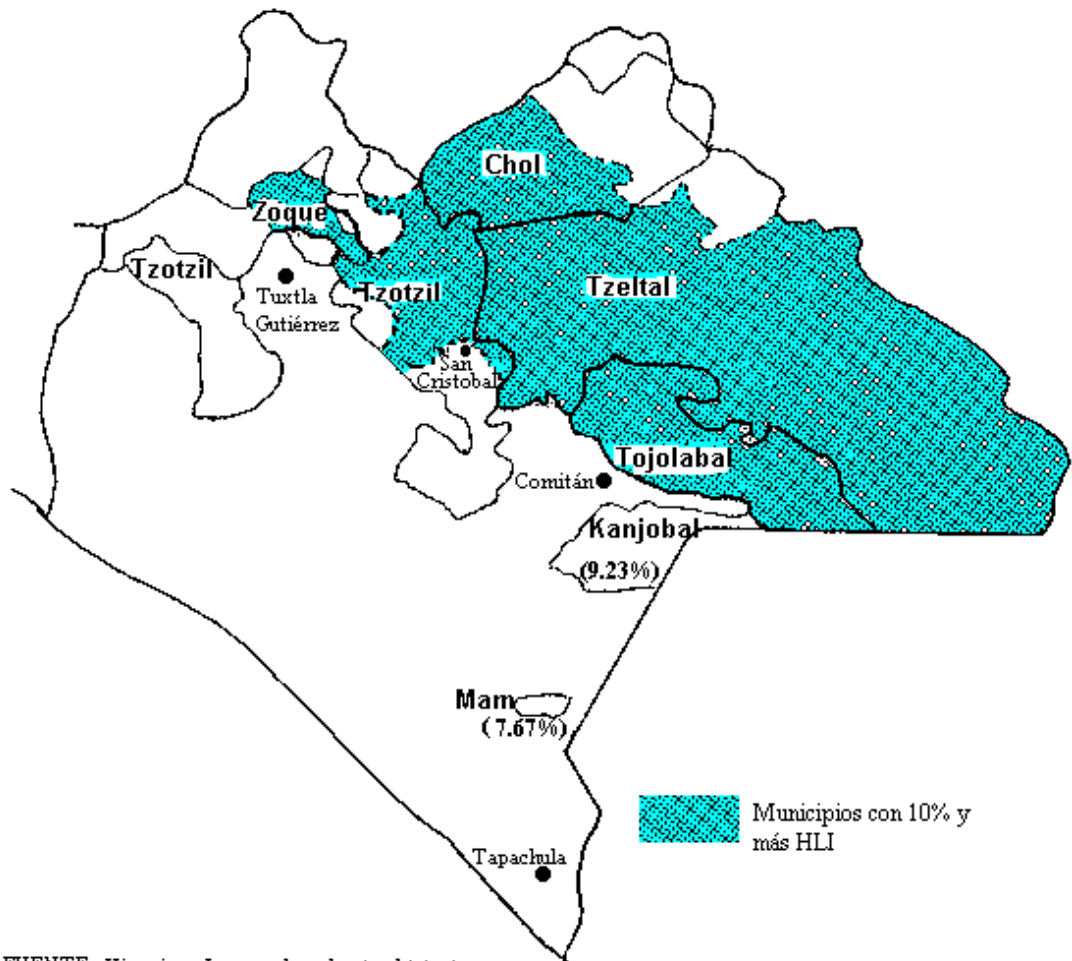 Chol
Zoque
Tzotzil
Tuxtla
Gutiérrez
Tzotzil
Tzeltal
San
Cristobal
Tojolabal
Comitán
Kanjobal
(9.23%)
Mam
(7.67%)
Municipios con 10% y
más HLI
Tapachula
FUENTE